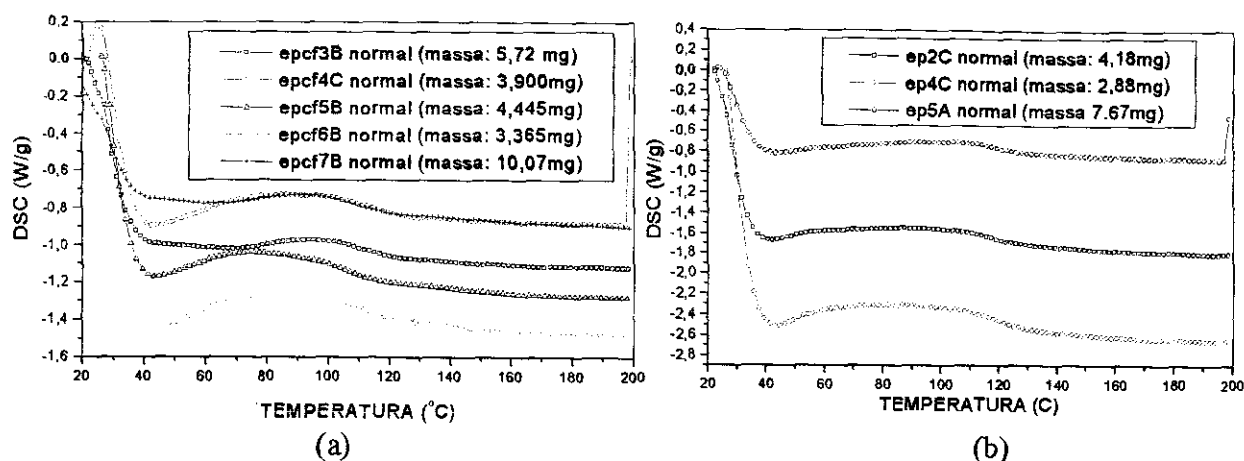 0,2
0,0
-0,2
-0,4
-0,6
-0,8
-1,0
-1,2
-1,4
-1,6
DSC (W/g)
epcf3B normal (massa: 5,72 mg)
epcf4C normal (massa: 3,900mg)
epcf5B normal (massa: 4,445mg)
epcf6B normal (massa: 3,365mg)
epcf7B normal (massa: 10,07mg)
20 40 60 80 100 120 140 160 180 200
TEMPERATURA (°C)
(a)
0,4
0,2
0,0
-0,2
-0,4
-0,6
-0,8
-1,0
-1,2
-1,4
-1,6
-1,8
-2,0
-2,2
-2,4
-2,6
-2,8
DSC (W/g)
ep2C normal (massa: 4,18mg)
ep4C normal (massa: 2,88mg)
ep5A normal (massa 7.67mg)
20 40 60 80 100 120 140 160 180 200
TEMPERATURA (C)
(b)